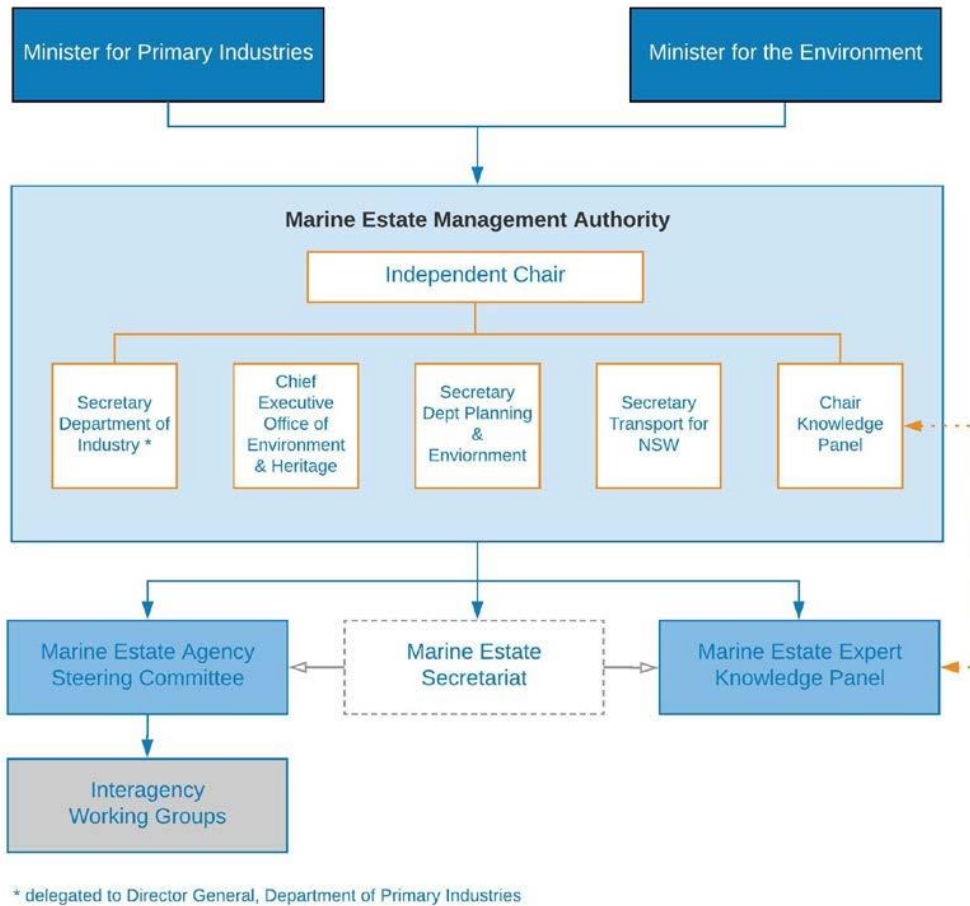 Minister for Primary Industries
Minister for the Environment
Marine Estate Management Authority
Independent Chair
Secretary
Department of
Industry *
Chief
Executive
Office of
Environment
& Heritage
Secretary
Dept Planning
&
Enviornment
Secretary
Transport for
NSW
Chair
Knowledge
Panel
Marine Estate Agency
Steering Committee
Marine Estate
Secretariat
Marine Estate Expert
Knowledge Panel
Interagency
Working Groups
* delegated to Director General, Department of Primary Industries